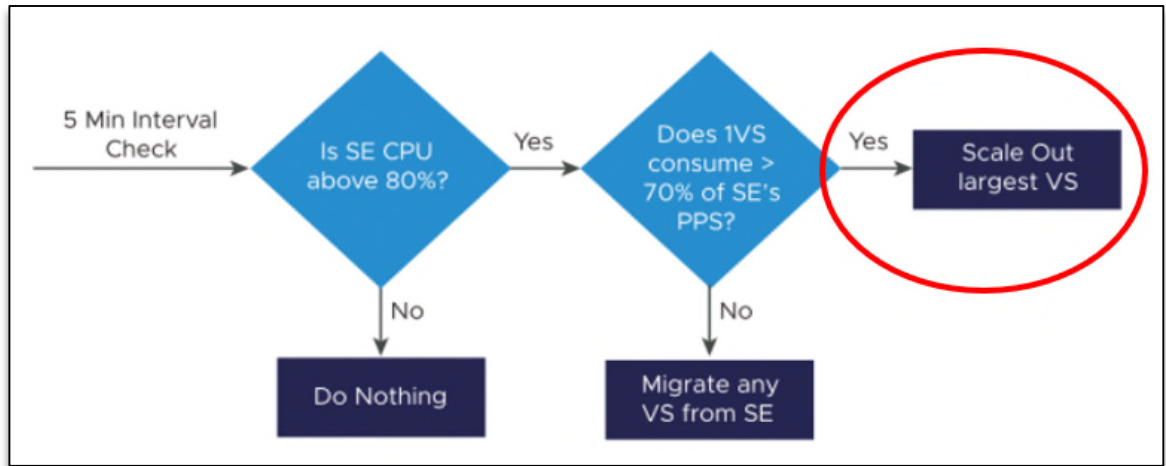 5 Min Interval
Check
Is SE CPU
above 80%?
Yes
Does 1VS
consume >
70% of SE's
PPS?
Yes
Scale Out
largest VS
No
No
Do Nothing
Migrate any
VS from SE